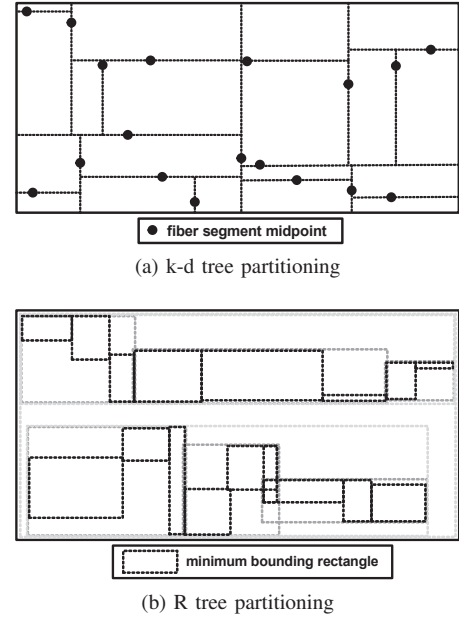 fiber segment midpoint
(a) k-d tree partitioning
minimum bounding rectangle
(b) R tree partitioning